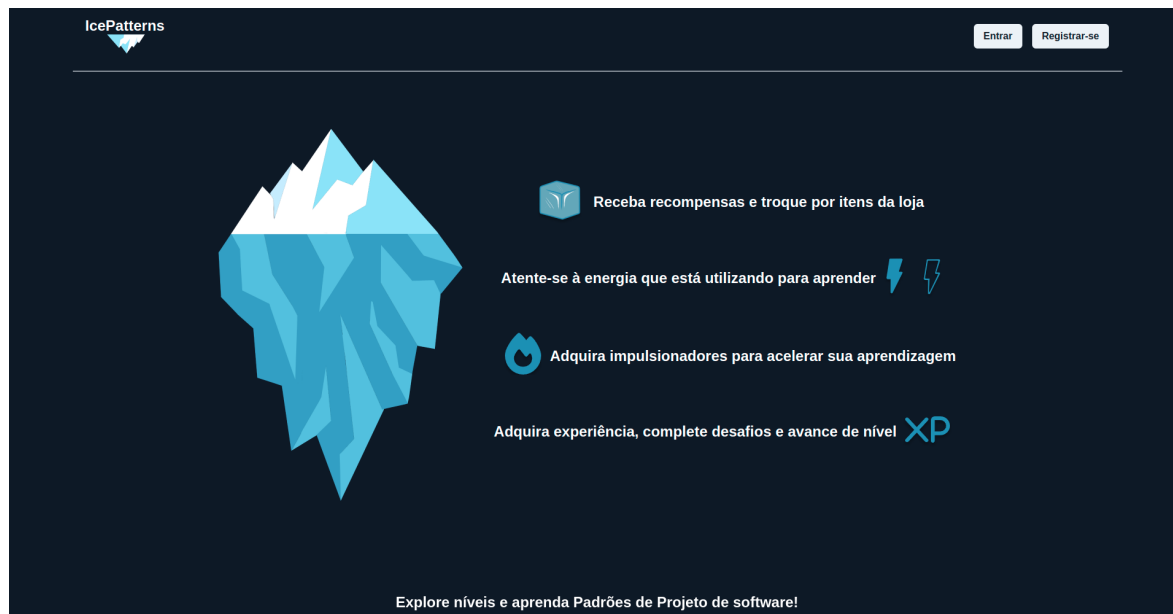 IcePatterns
Entrar
Registrar-se
Receba recompensas e troque por itens da loja
Atente-se à energia que está utilizando para aprender
Adquira impulsionadores para acelerar sua aprendizagem
Adquira experiência, complete desafios e avance de nível XP
Explore níveis e aprenda Padrões de Projeto de software!